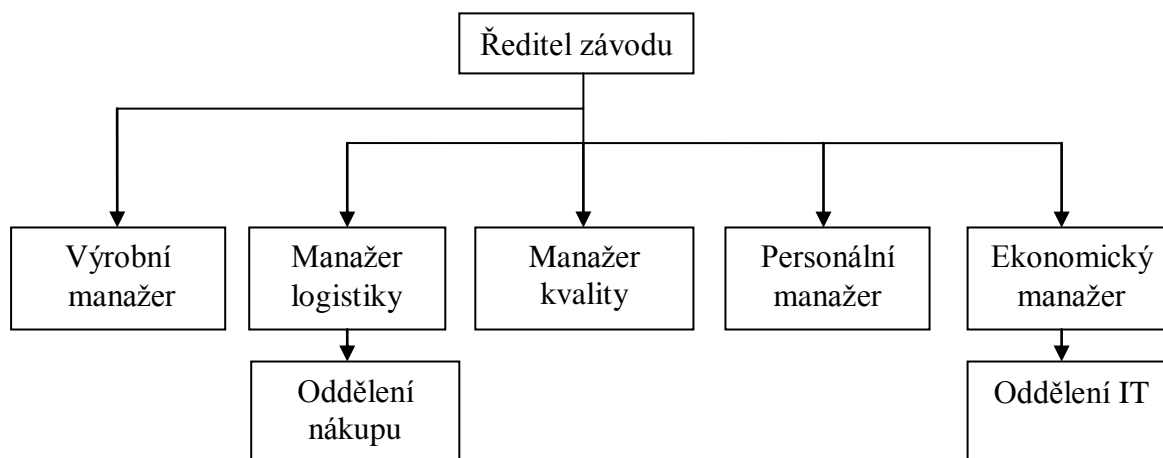 Ředitel závodu
Výrobní
manažer
Manažer
logistiky
Manažer
kvality
Personální
manažer
Ekonomický
manažer
Oddělení
nákupu
Oddělení IT